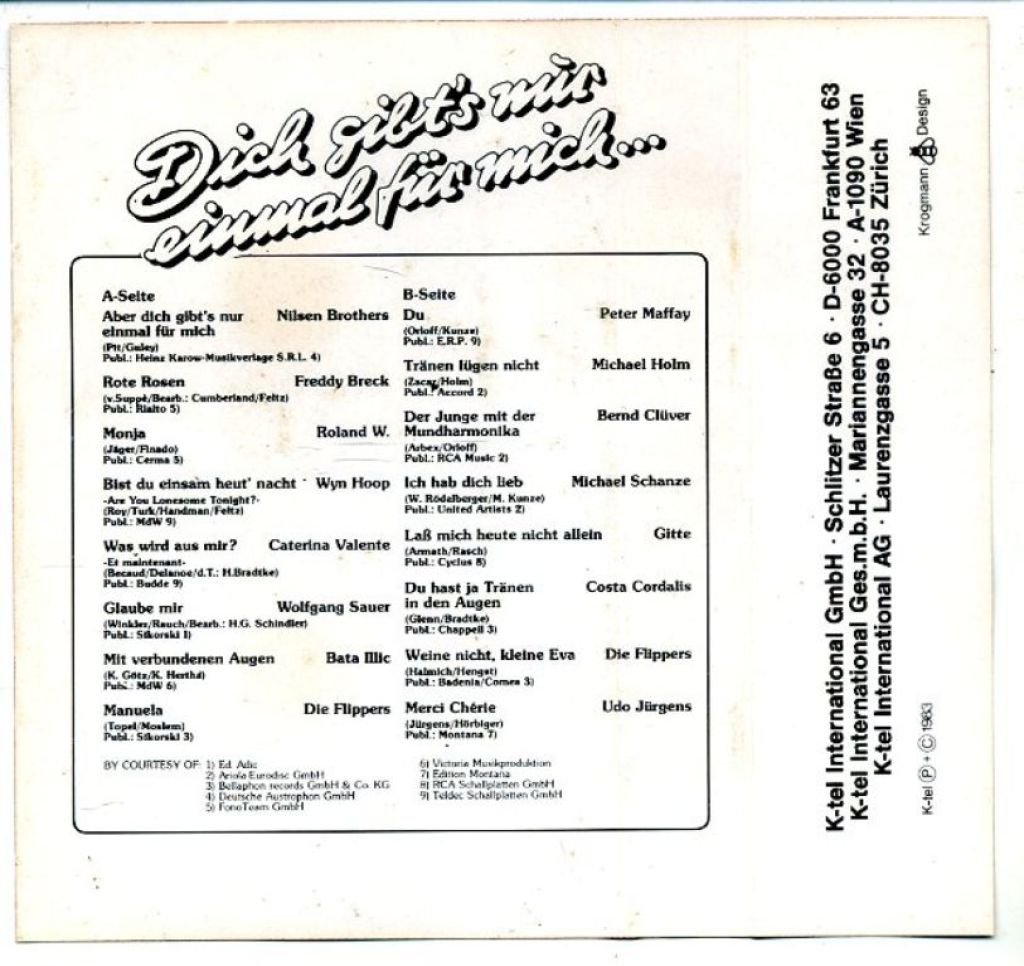 Dich gibt's nur
einmal für mich...
A-Seite
Aber dich gibt's nur Nilsen Brothers
einmal für mich
(Pit/Guley)
Publ.: Heinz Karow-Musikverlage S.R.L. 4)
Rote Rosen Freddy Breck
(v.Suppé/Bearb.: Cumberland/Feltz)
Publ.: Rialto 5)
Monja Roland W.
(Jäger/Finado)
Publ.: Cerma 5)
Bist du einsam heut' nacht Wyn Hoop
-Are You Lonesome Tonight?-
(Roy/Turk/Handman/Feltz)
Publ.: MdW 9)
Was wird aus mir? Caterina Valente
-Et maintenant-
(Becaud/Delanoe/d.T.: H.Bradtke)
Publ.: Budde 9)
Glaube mir Wolfgang Sauer
(Winkler/Rauch/Bearb.: H.G. Schindler)
Publ.: Sikorski 1)
Mit verbundenen Augen Bata Illic
(K. Götz/K. Hertha)
Publ.: MdW 6)
Manuela Die Flippers
(Topel/Moslem)
Publ.: Sikorski 3)
B-Seite
Du Peter Maffay
(Orloff/Kunze)
Publ.: E.R.P. 9)
Tränen lügen nicht Michael Holm
(Zacar/Holm)
Publ.: Accord 2)
Der Junge mit der Bernd Clüver
Mundharmonika
(Arbex/Orloff)
Publ.: RCA Music 2)
Ich hab dich lieb Michael Schanze
(W. Rödelberger/M. Kunze)
Publ.: United Artists 2)
Laß mich heute nicht allein Gitte
(Armath/Rasch)
Publ.: Cyclus 8)
Du hast ja Tränen Costa Cordalis
in den Augen
(Glenn/Bradtke)
Publ.: Chappell 3)
Weine nicht, kleine Eva Die Flippers
(Halmich/Hengst)
Publ.: Badenia/Comea 3)
Merci Chérie Udo Jürgens
(Jürgens/Hörbiger)
Publ.: Montana 7)
BY COURTESY OF: 1) Ed. Adic
2) Ariola-Eurodisc GmbH
3) Bellaphon records GmbH & Co. KG
4) Deutsche Austrophon GmbH
5) FonoTeam GmbH
6) Victoria Musikproduktion
7) Edition Montana
8) RCA Schallplatten GmbH
9) Teldec Schallplatten GmbH
K-tel International GmbH · Schlitzer Straße 6 · D-6000 Frankfurt 63
K-tel International Ges.m.b.H. · Mariannengasse 32 · A-1090 Wien
K-tel International AG · Laurenzgasse 5 · CH-8035 Zürich
K-tel Ⓟ + Ⓒ 1983
Krogmann Design